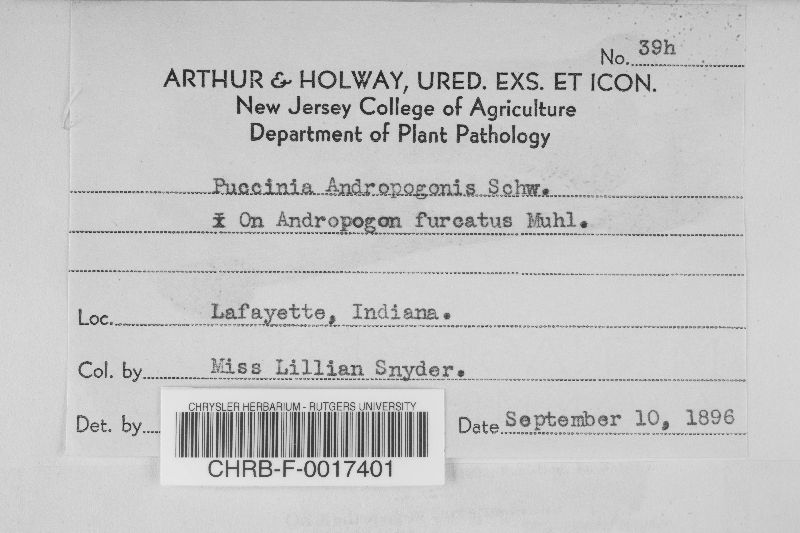 No. 39h
ARTHUR & HOLWAY, URED. EXS. ET ICON.
New Jersey College of Agriculture
Department of Plant Pathology
Puccinia Andropogonis Schw.
On Andropogon furcatus Muhl.
Loc. Lafayette, Indiana.
Col. by Miss Lillian Snyder.
Det. by
Date September 10, 1896
CHRYSLER HERBARIUM - RUTGERS UNIVERSITY
CHRB-F-0017401